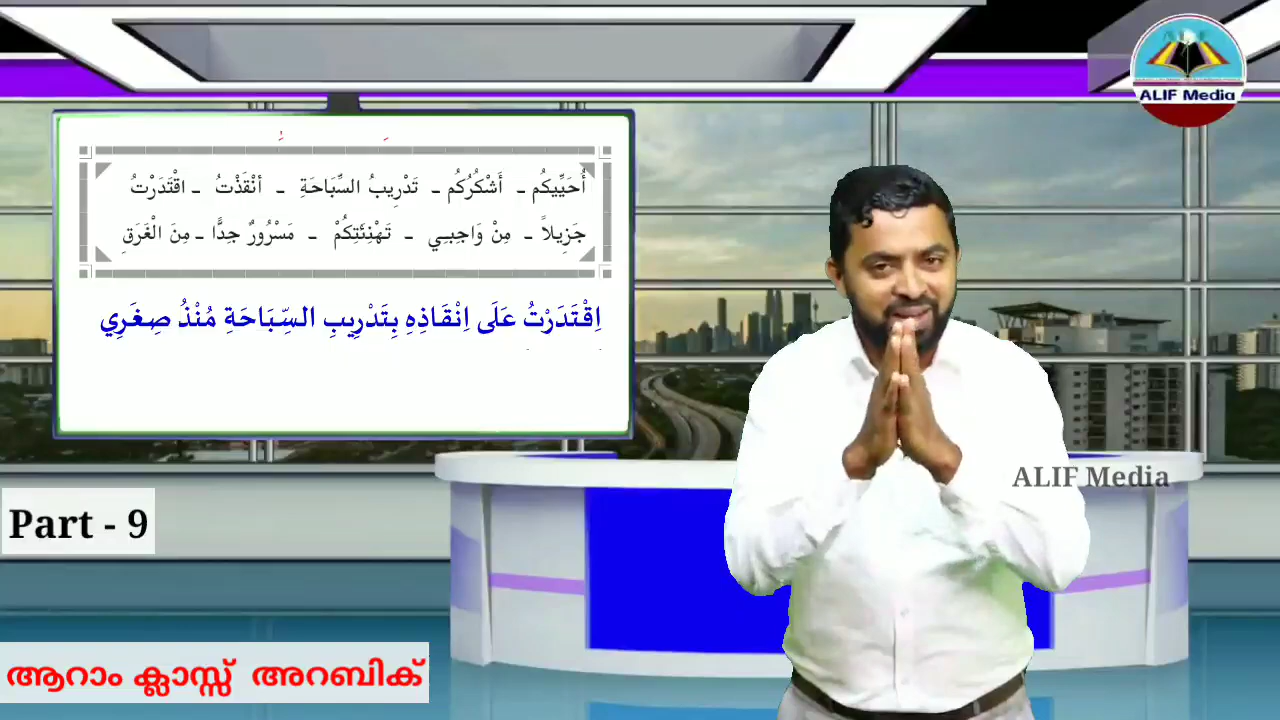 ALIF Media
أُحَيِّيكُم ـ أَشْكُرُكُم ـ تَدْرِيبُ السِّبَاحَةِ ـ أنْقَذْتُ ـ اقْتَدَرْتُ
جَزِيلاً ـ مِنْ وَاجِبِي ـ تَهْنِئَتِكُمْ ـ مَسْرُورٌ جِدًّا ـ مِنَ الْغَرَقِ
اِقْتَدَرْتُ عَلَى اِنْقَاذِهِ بِتَدْرِيبِ السِّبَاحَةِ مُنْذُ صِغَرِي
ALIF Media
Part - 9
ആറാം ക്ലാസ്സ് അറബിക്